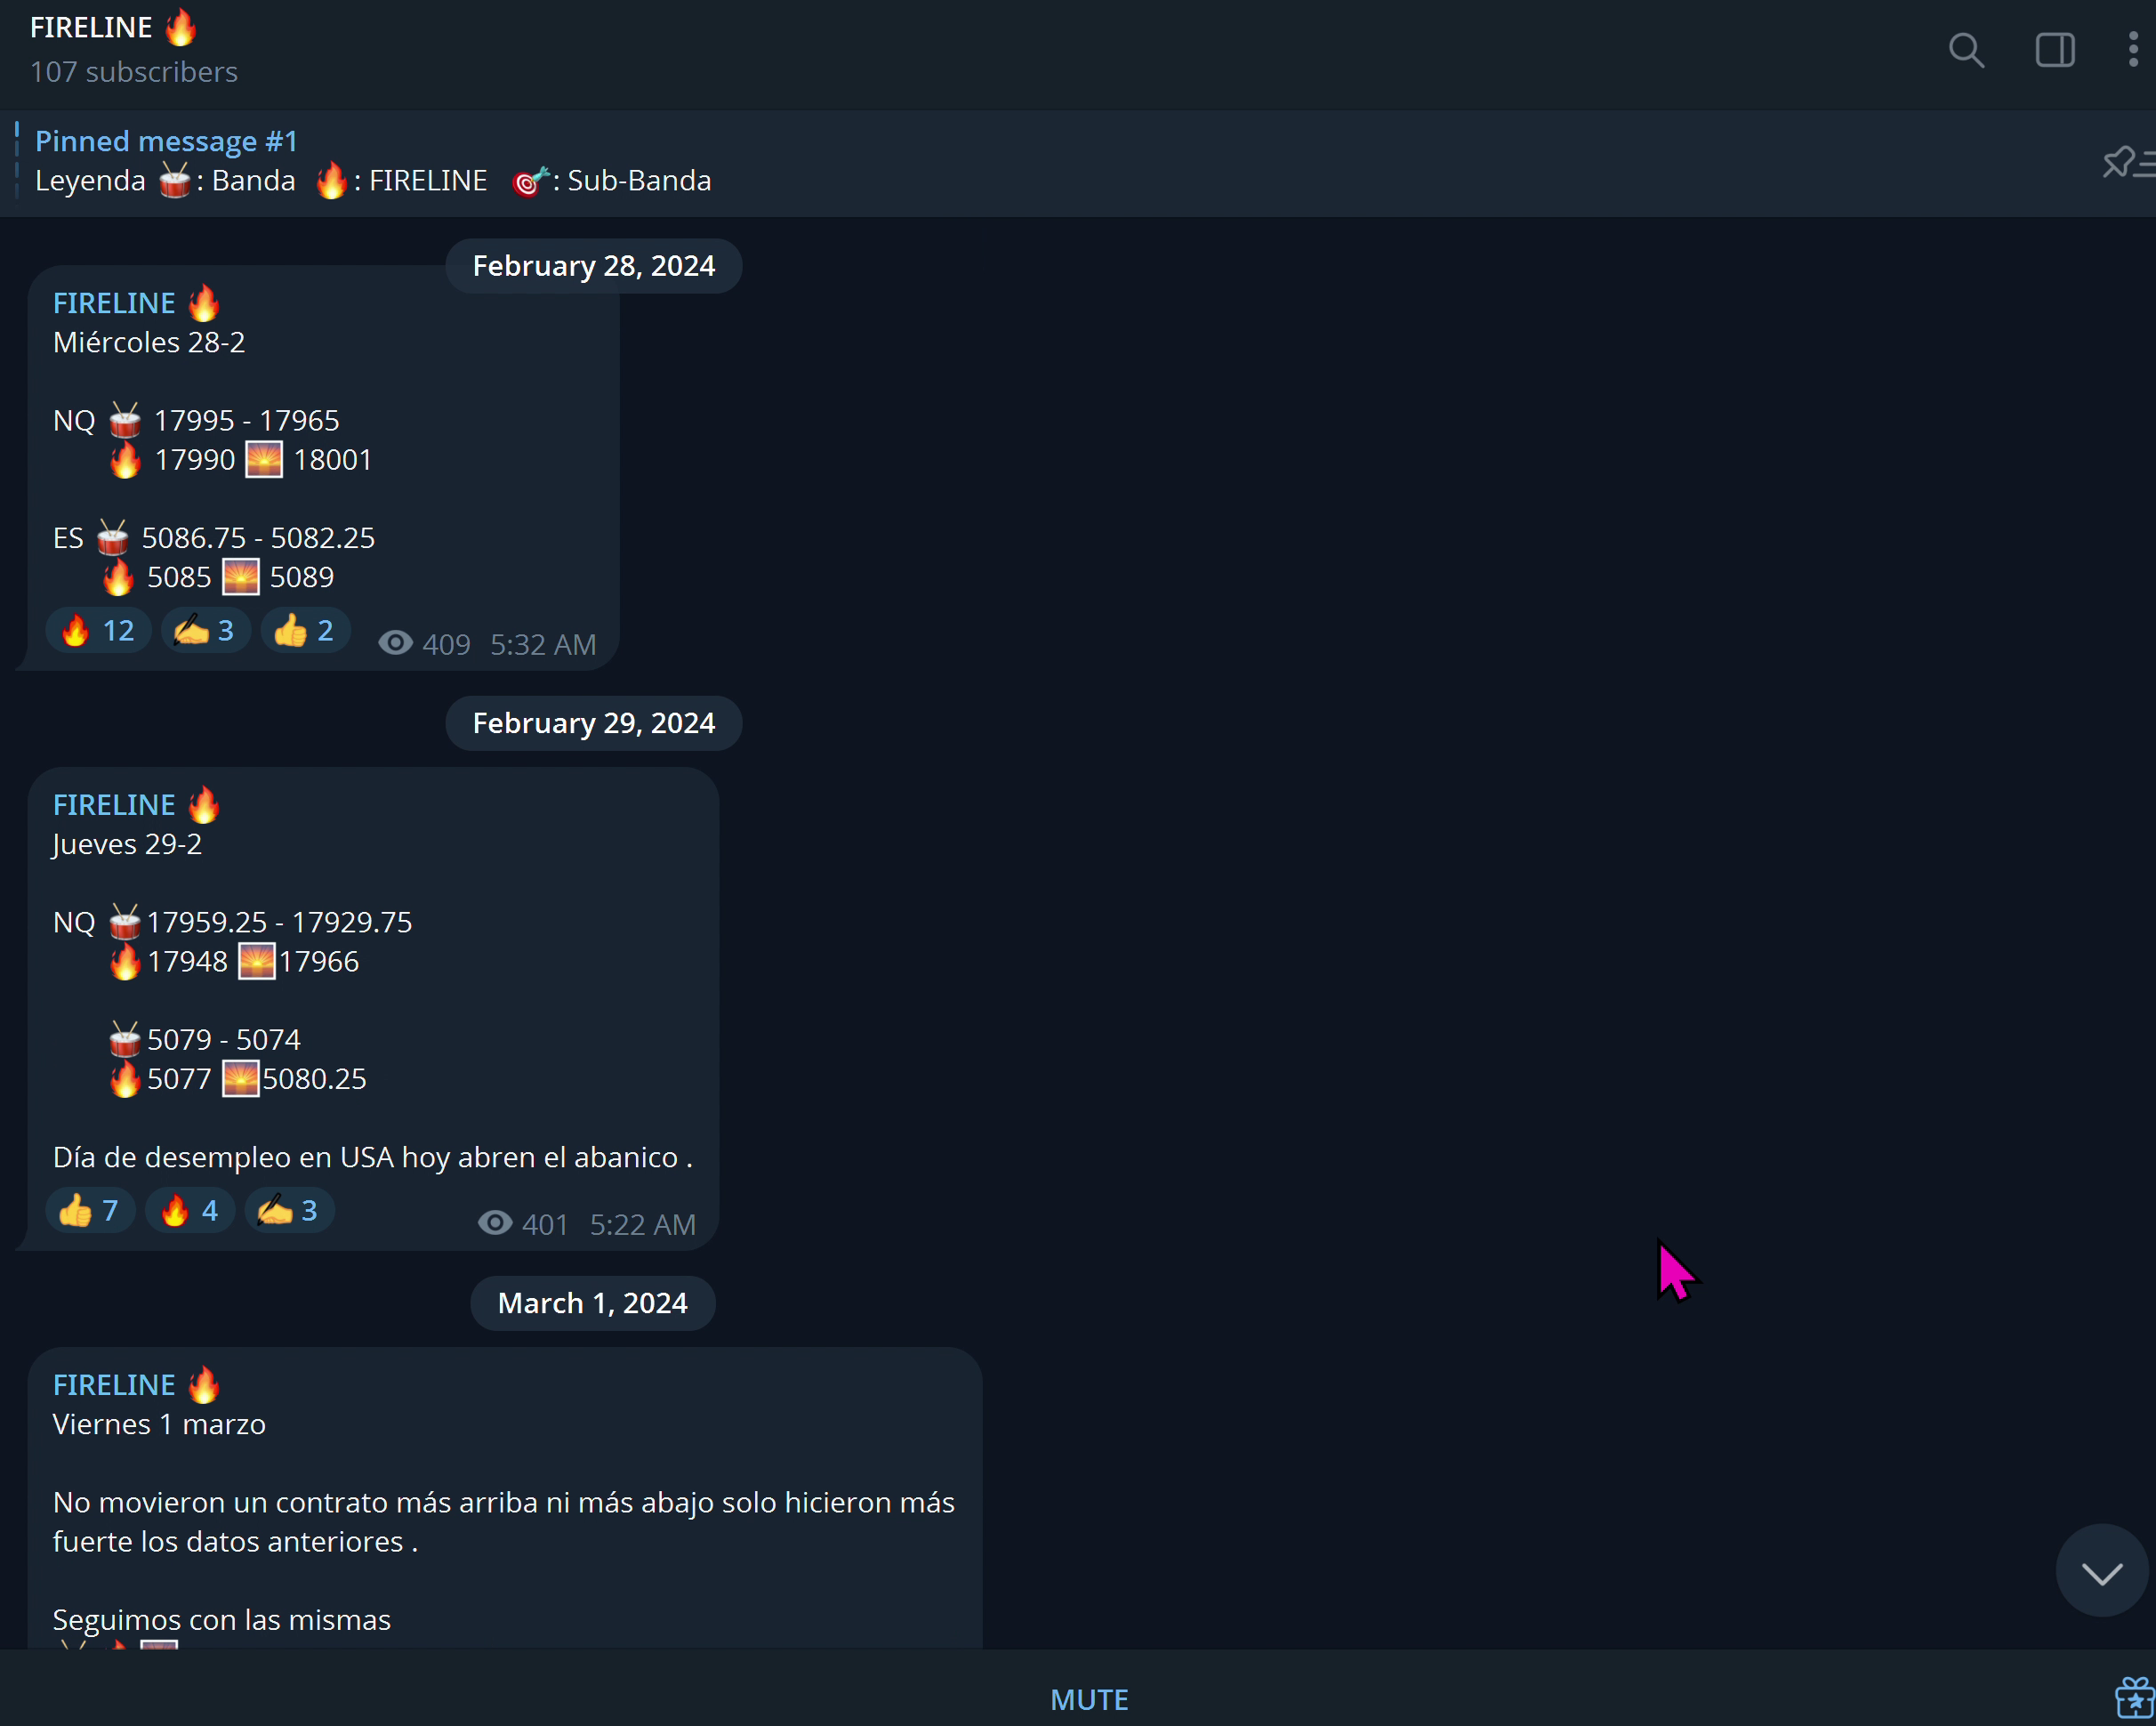 FIRELINE 🔥
107 subscribers
Pinned message #1
Leyenda 🥁: Banda 🔥: FIRELINE 🎯: Sub-Banda
February 28, 2024
FIRELINE 🔥
Miércoles 28-2
NQ 🥁 17995 - 17965
🔥 17990 🌅 18001
ES 🥁 5086.75 - 5082.25
🔥 5085 🌅 5089
🔥 12 ✍️ 3 👍 2 409 5:32 AM
February 29, 2024
FIRELINE 🔥
Jueves 29-2
NQ 🥁17959.25 - 17929.75
🔥17948 🌅17966
🥁5079 - 5074
🔥5077 🌅5080.25
Día de desempleo en USA hoy abren el abanico .
👍 7 🔥 4 ✍️ 3 401 5:22 AM
March 1, 2024
FIRELINE 🔥
Viernes 1 marzo
No movieron un contrato más arriba ni más abajo solo hicieron más
fuerte los datos anteriores .
Seguimos con las mismas
MUTE